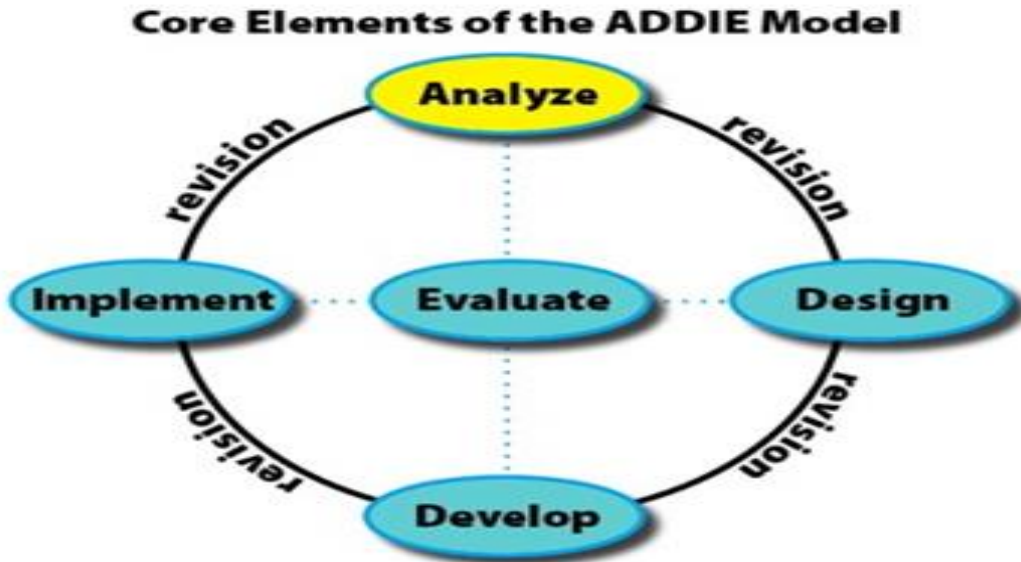 Core Elements of the ADDIE Model
Analyze
revision
revision
Implement
Evaluate
Design
revision
revision
Develop